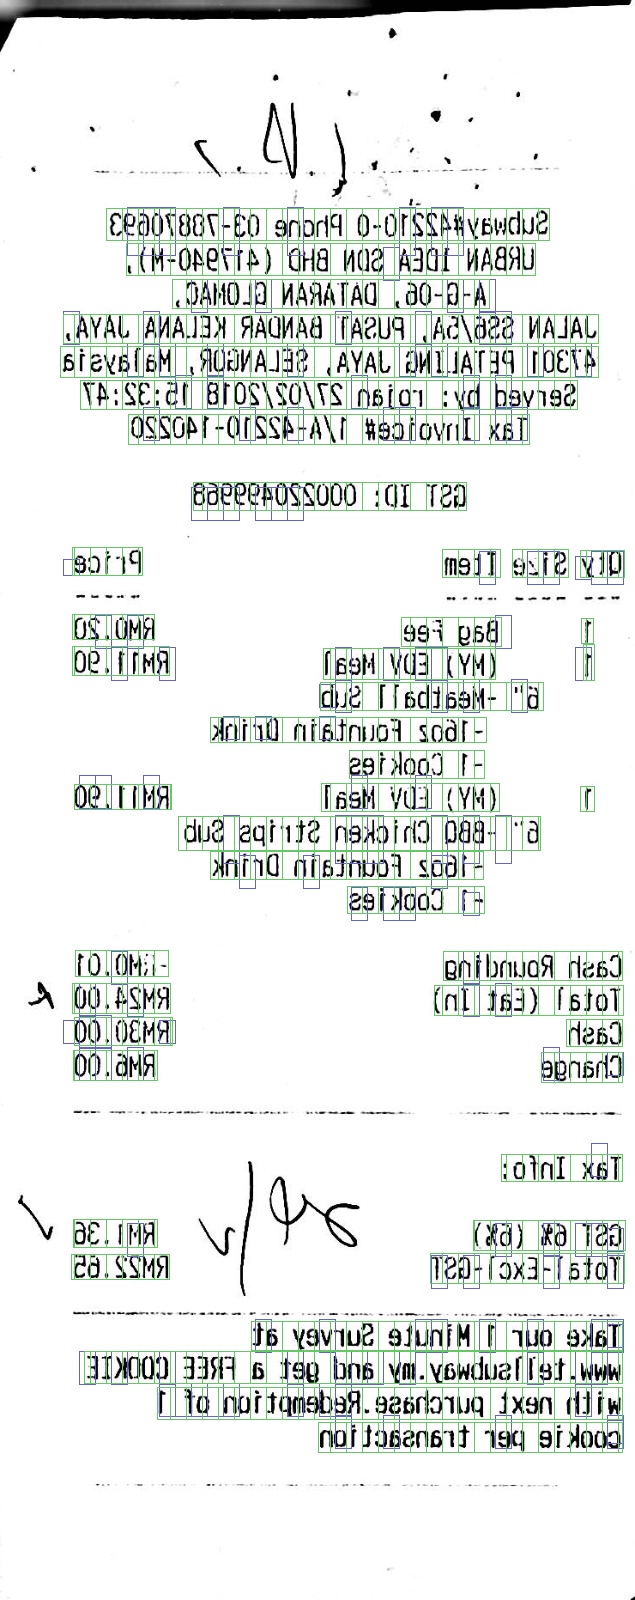 Subway#42210-0 Phone 03-78870693
URBAN IDEA SDN BHD (417940-M),
A-G-06, DATARAN GLOMAC,
JALAN SS6/5A, PUSAT BANDAR KELANA JAYA,
47301 PETALING JAYA, SELANGOR, Malaysia
Served by: rojan 27/02/2018 15:32:47
Tax Invoice# 1/A-42210-140220
GST ID: 000220499968
Qty Size Item Price
--- ---- ---- -----
1 Bag Fee RM0.20
1 (MY) EDV Meal RM11.90
6" -Meatball Sub
-16oz Fountain Drink
-1 Cookies
1 (MY) EDV Meal RM11.90
6" -BBQ Chicken Strips Sub
-16oz Fountain Drink
-1 Cookies
Cash Rounding -RM0.01
Total (Eat In) RM24.00
Cash RM30.00
Change RM6.00
Tax Info:
GST 6% (6%) RM1.36
Total-Excl-GST RM22.65
Take our 1 Minute Survey at
www.tellsubway.my and get a FREE COOKIE
with next purchase.Redemption of 1
cookie per transaction